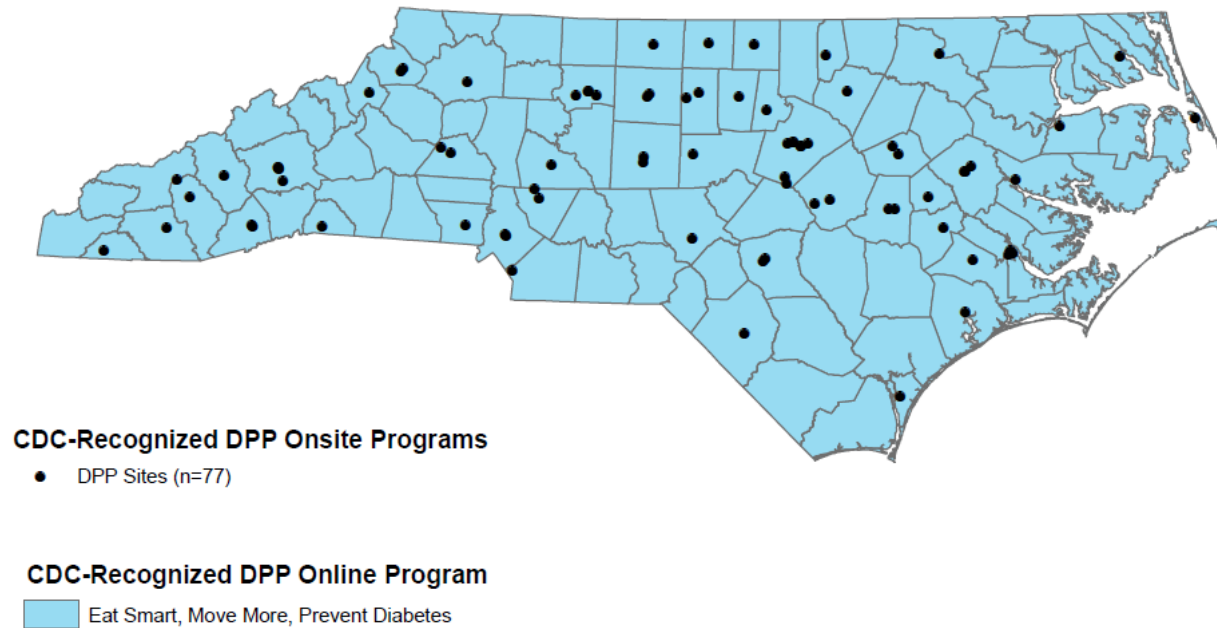 CDC-Recognized DPP Onsite Programs
DPP Sites (n=77)
CDC-Recognized DPP Online Program
Eat Smart, Move More, Prevent Diabetes